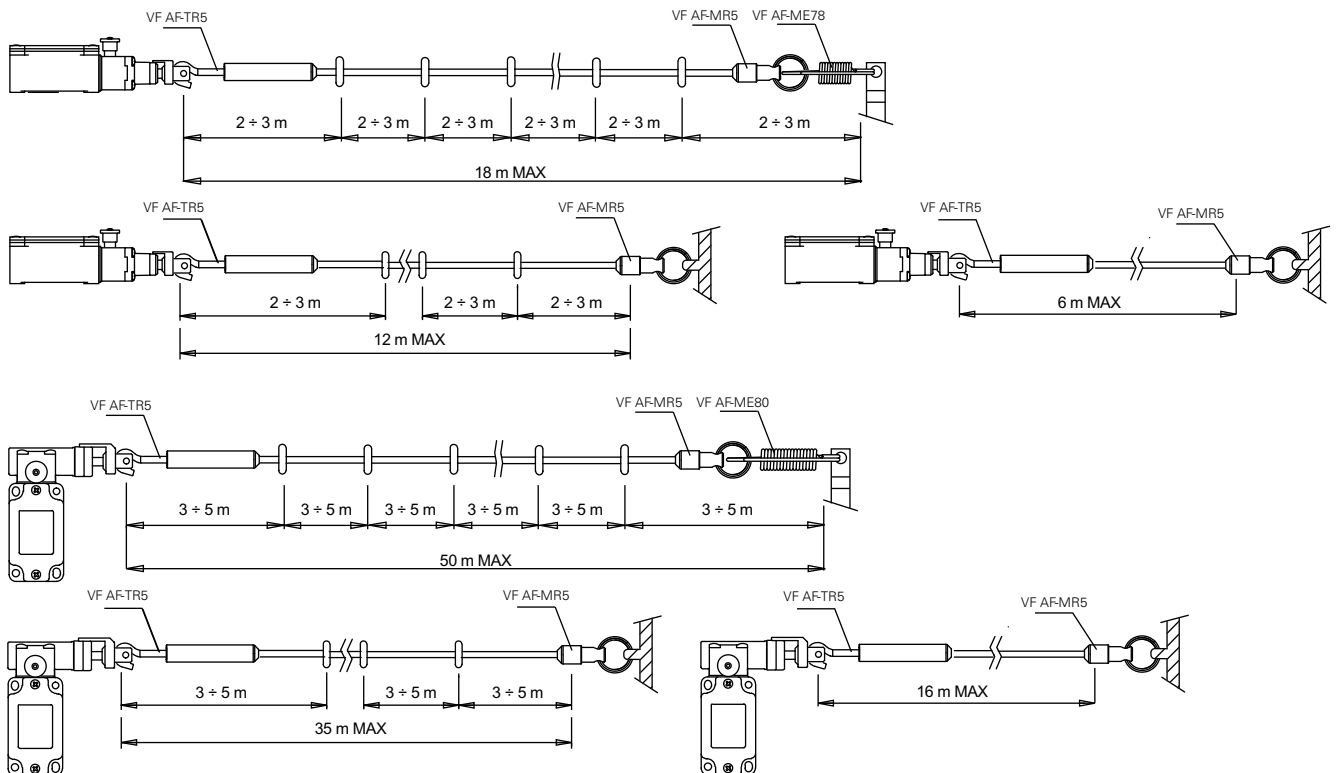 VF AF-TR5 VF AF-MR5 VF AF-ME78
2 ÷ 3 m 2 ÷ 3 m 2 ÷ 3 m 2 ÷ 3 m 2 ÷ 3 m 2 ÷ 3 m
18 m MAX
VF AF-TR5 VF AF-MR5
2 ÷ 3 m 2 ÷ 3 m 2 ÷ 3 m
12 m MAX
VF AF-TR5 VF AF-MR5
6 m MAX
VF AF-TR5 VF AF-MR5 VF AF-ME80
3 ÷ 5 m 3 ÷ 5 m 3 ÷ 5 m 3 ÷ 5 m 3 ÷ 5 m 3 ÷ 5 m
50 m MAX
VF AF-TR5 VF AF-MR5
3 ÷ 5 m 3 ÷ 5 m 3 ÷ 5 m
35 m MAX
VF AF-TR5 VF AF-MR5
16 m MAX